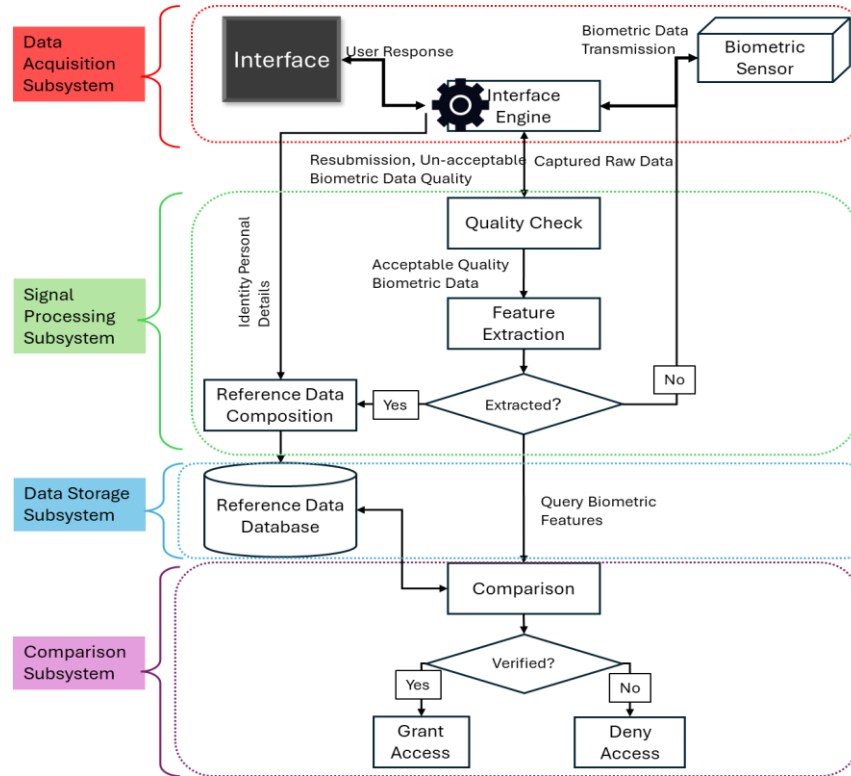 Data
Acquisition
Subsystem
Interface
User Response
Biometric Data
Transmission
Biometric
Sensor
Interface
Engine
Resubmission, Un-acceptable
Biometric Data Quality
Captured Raw Data
Signal
Processing
Subsystem
Identity Personal
Details
Quality Check
Acceptable Quality
Biometric Data
Feature
Extraction
No
Reference Data
Composition
Yes
Extracted?
Data Storage
Subsystem
Reference Data
Database
Query Biometric
Features
Comparison
Subsystem
Comparison
Verified?
Yes
No
Grant
Access
Deny
Access